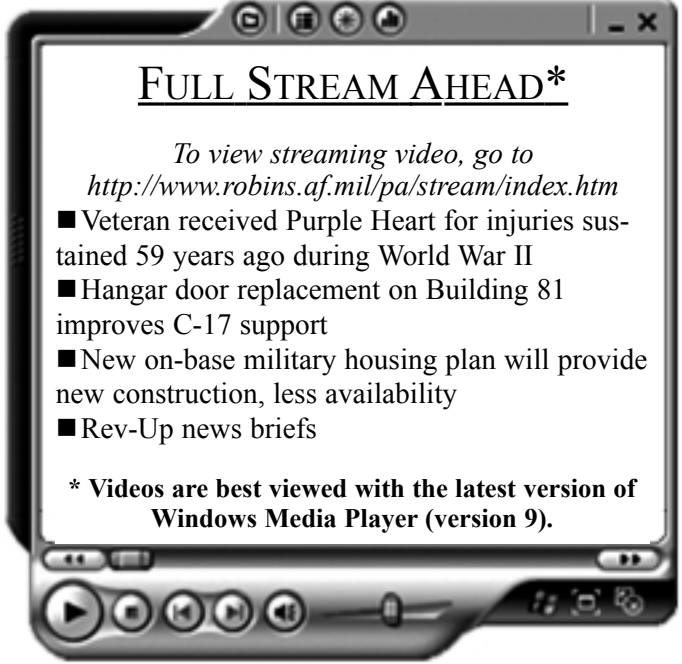 FULL STREAM AHEAD*
To view streaming video, go to
http://www.robins.af.mil/pa/stream/index.htm
■ Veteran received Purple Heart for injuries sus-
tained 59 years ago during World War II
■ Hangar door replacement on Building 81
improves C-17 support
■ New on-base military housing plan will provide
new construction, less availability
■ Rev-Up news briefs
* Videos are best viewed with the latest version of
Windows Media Player (version 9).